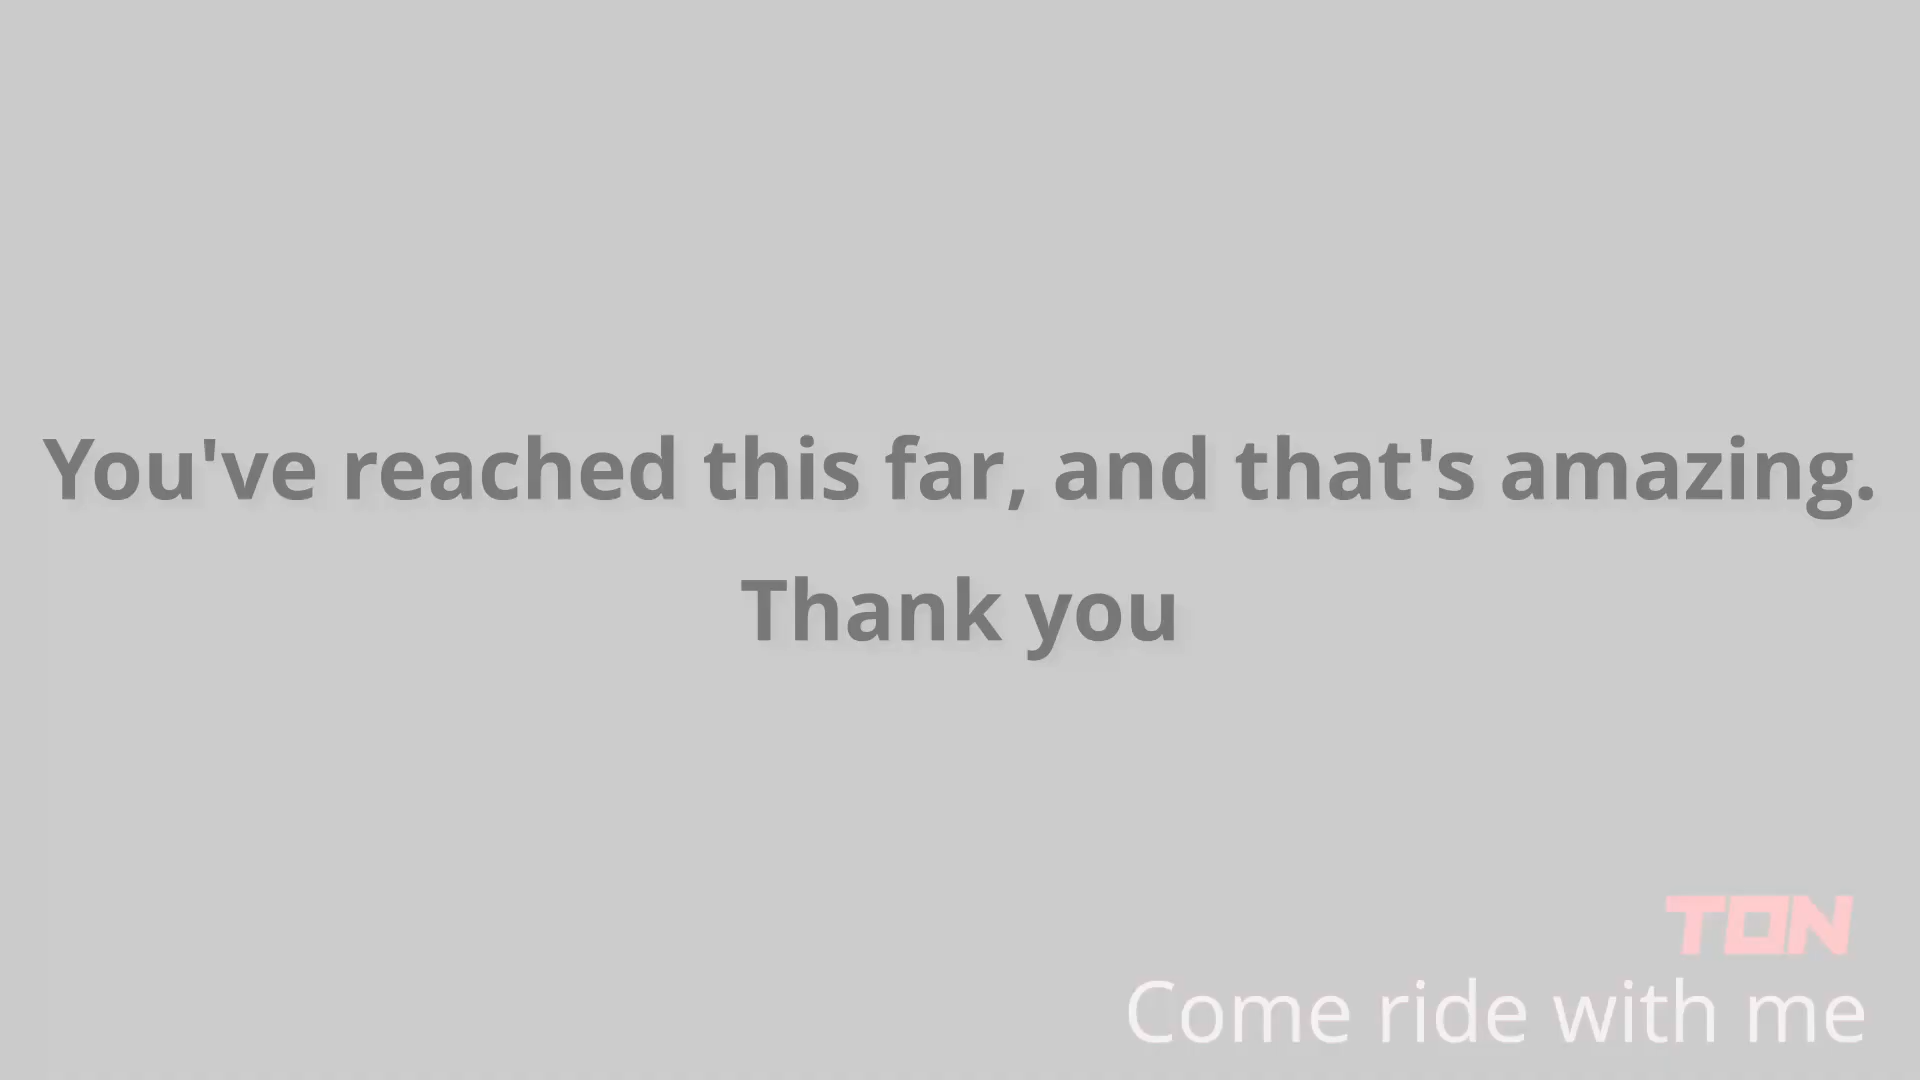 You've reached this far, and that's amazing.
Thank you
TON
Come ride with me